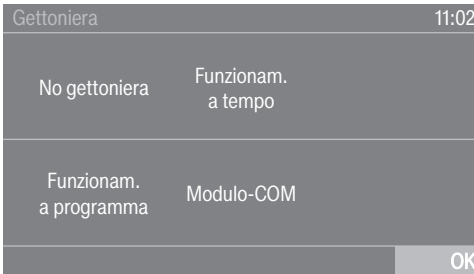 Gettoniera 11:02
No gettoniera
Funzionam.
a tempo
Funzionam.
a programma
Modulo-COM
OK